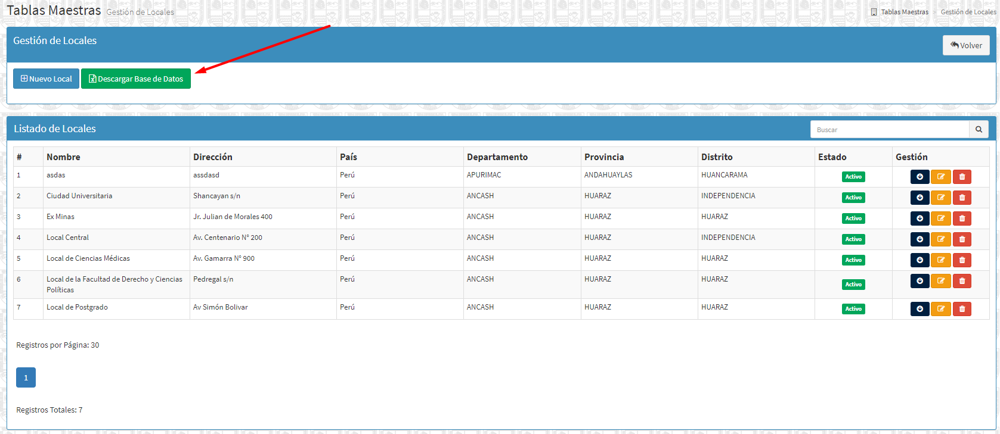 Tablas Maestras Gestión de Locales
Tablas Maestras > Gestión de Locales
Gestión de Locales
Volver
Nuevo Local Descargar Base de Datos
Listado de Locales
Buscar
# Nombre Dirección País Departamento Provincia Distrito Estado Gestión
1 asdas assdasd Perú APURIMAC ANDAHUAYLAS HUANCARAMA Activo
2 Ciudad Universitaria Shancayan s/n Perú ANCASH HUARAZ INDEPENDENCIA Activo
3 Ex Minas Jr. Julian de Morales 400 Perú ANCASH HUARAZ HUARAZ Activo
4 Local Central Av. Centenario N° 200 Perú ANCASH HUARAZ INDEPENDENCIA Activo
5 Local de Ciencias Médicas Av. Gamarra N° 900 Perú ANCASH HUARAZ HUARAZ Activo
6 Local de la Facultad de Derecho y Ciencias Pedregal s/n Perú ANCASH HUARAZ HUARAZ Activo
Políticas
7 Local de Postgrado Av Simón Bolivar Perú ANCASH HUARAZ HUARAZ Activo
Registros por Página: 30
1
Registros Totales: 7